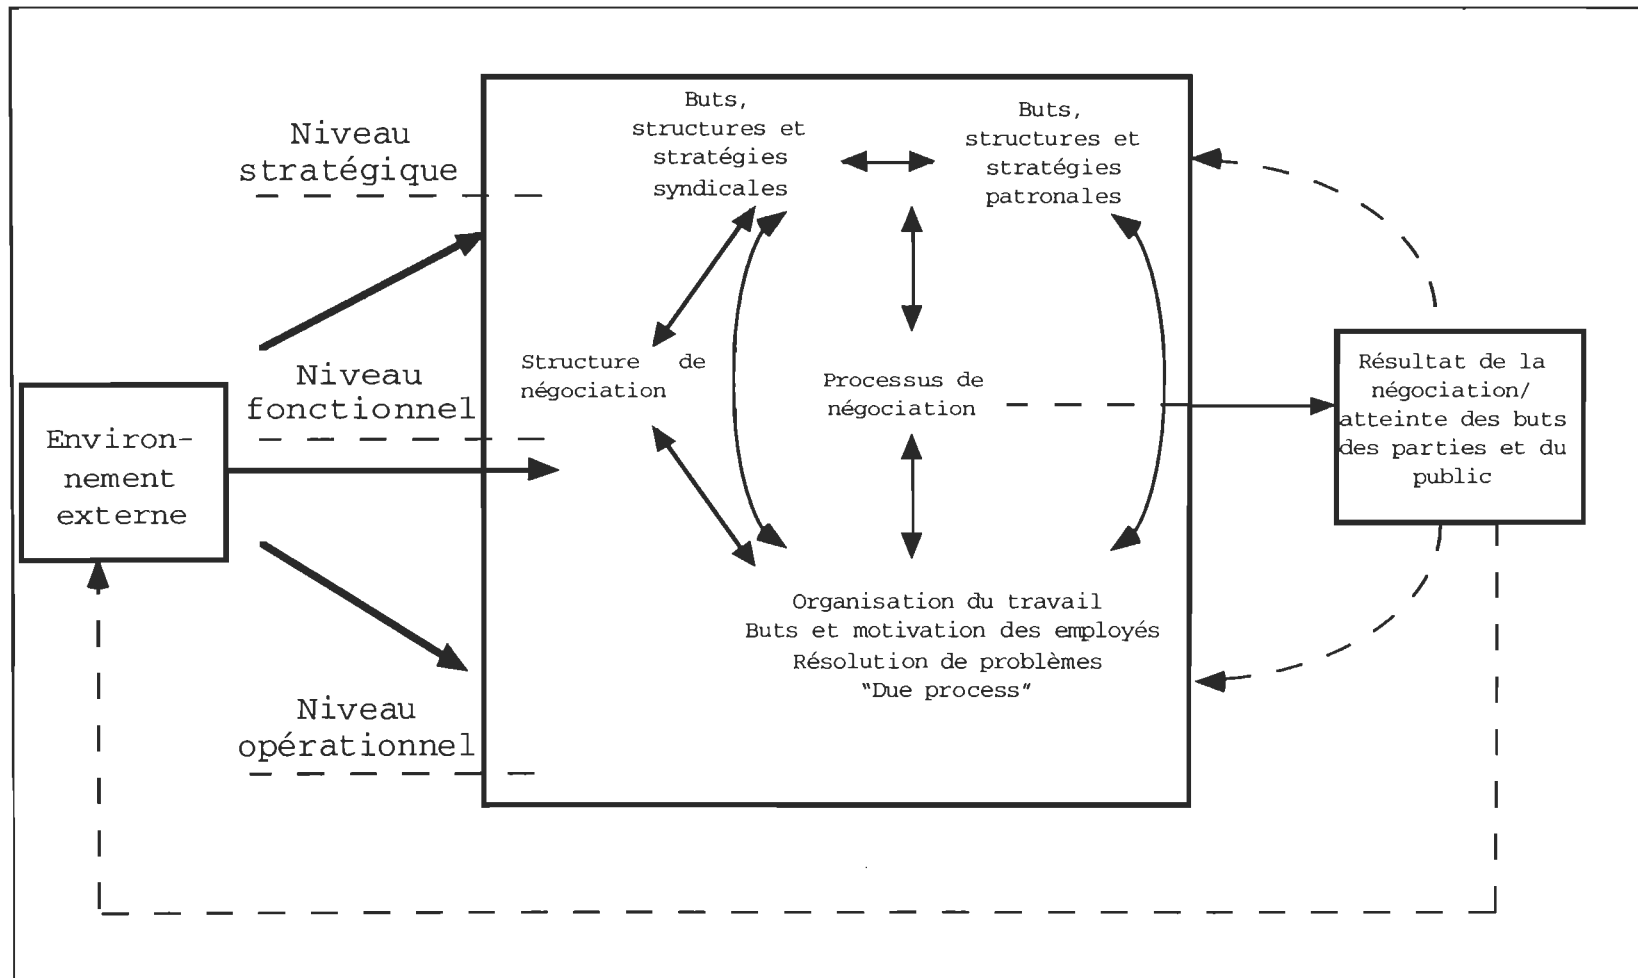 Niveau
stratégique
Buts,
structures et
stratégies
syndicales
Buts,
structures et
stratégies
patronales
Niveau
fonctionnel
Structure de
négociation
Processus de
négociation
Résultat de la
négociation/
atteinte des buts
des parties et du
public
Environ-
nement
externe
Organisation du travail
Buts et motivation des employés
Résolution de problèmes
"Due process"
Niveau
opérationnel